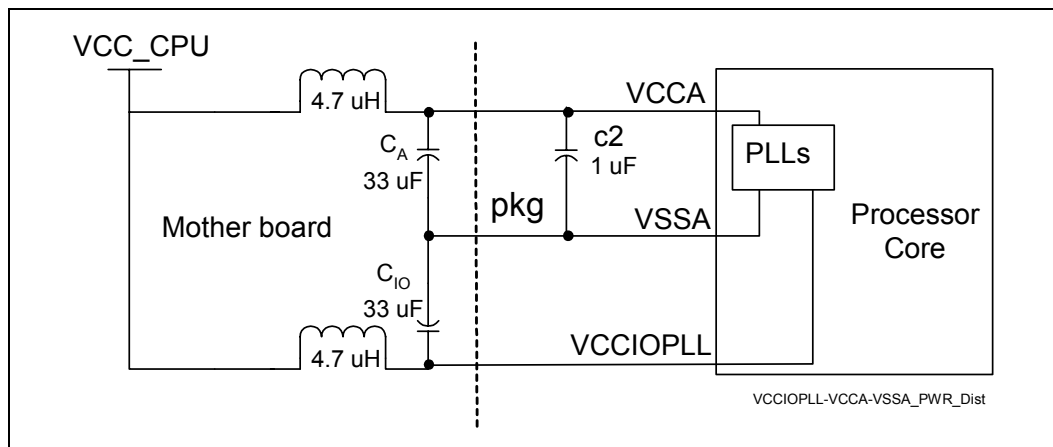 VCC_CPU
4.7 uH
VCCA
C_A
33 uF
c2
1 uF
PLLs
pkg
Mother board
VSSA
Processor
Core
C_IO
33 uF
4.7 uH
VCCIOPLL
VCCIOPLL-VCCA-VSSA_PWR_Dist